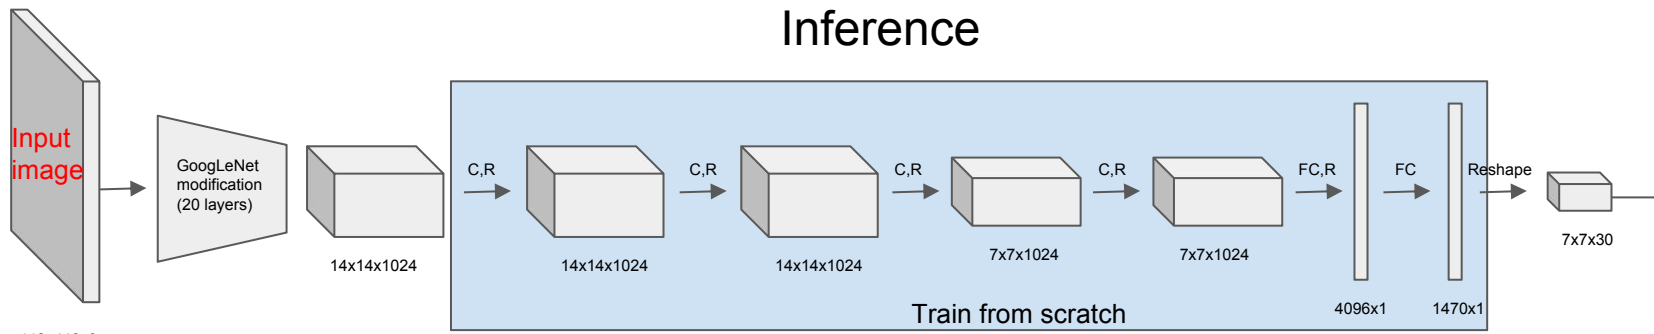 Inference
Input
image
GoogLeNet
modification
(20 layers)
14x14x1024
C,R
14x14x1024
C,R
14x14x1024
C,R
7x7x1024
C,R
7x7x1024
FC,R
4096x1
FC
1470x1
Reshape
7x7x30
Train from scratch